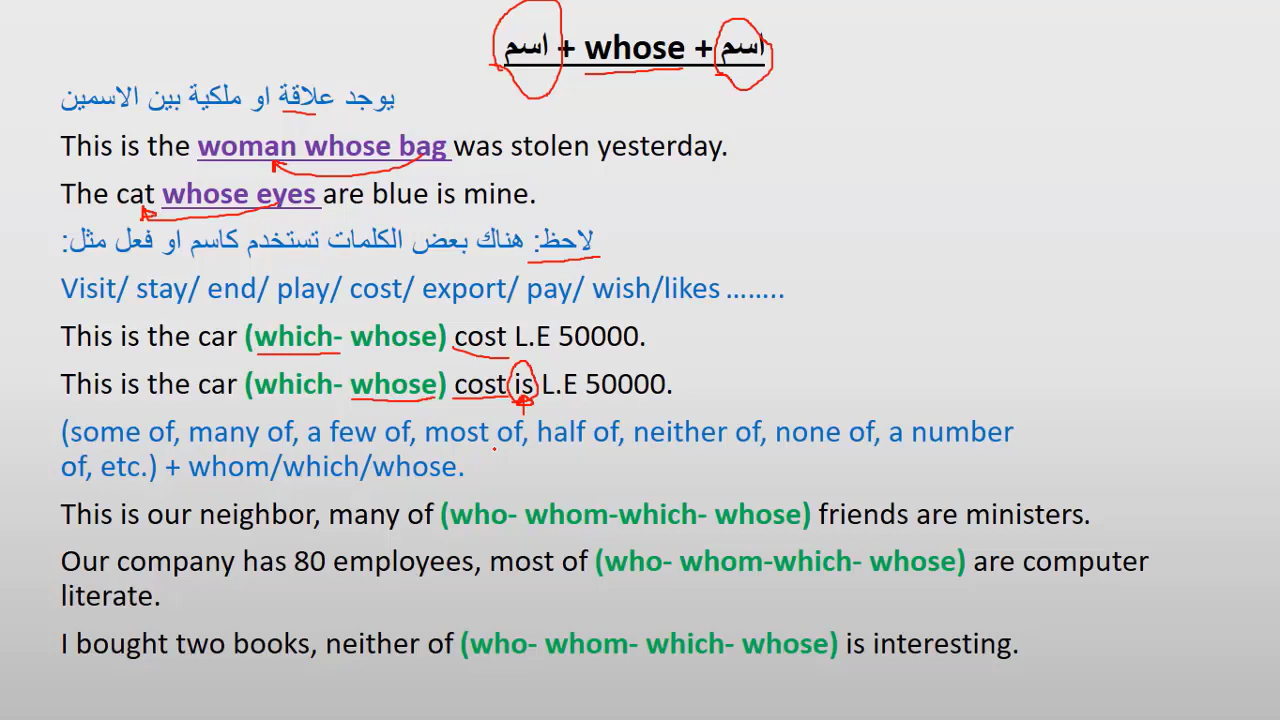 اسم + whose + اسم
يوجد علاقة او ملكية بين الاسمين
This is the woman whose bag was stolen yesterday.
The cat whose eyes are blue is mine.
لاحظ: هناك بعض الكلمات تستخدم كاسم او فعل مثل:
Visit/ stay/ end/ play/ cost/ export/ pay/ wish/likes ........
This is the car (which- whose) cost L.E 50000.
This is the car (which- whose) cost is L.E 50000.
(some of, many of, a few of, most of, half of, neither of, none of, a number
of, etc.) + whom/which/whose.
This is our neighbor, many of (who- whom-which- whose) friends are ministers.
Our company has 80 employees, most of (who- whom-which- whose) are computer
literate.
I bought two books, neither of (who- whom- which- whose) is interesting.